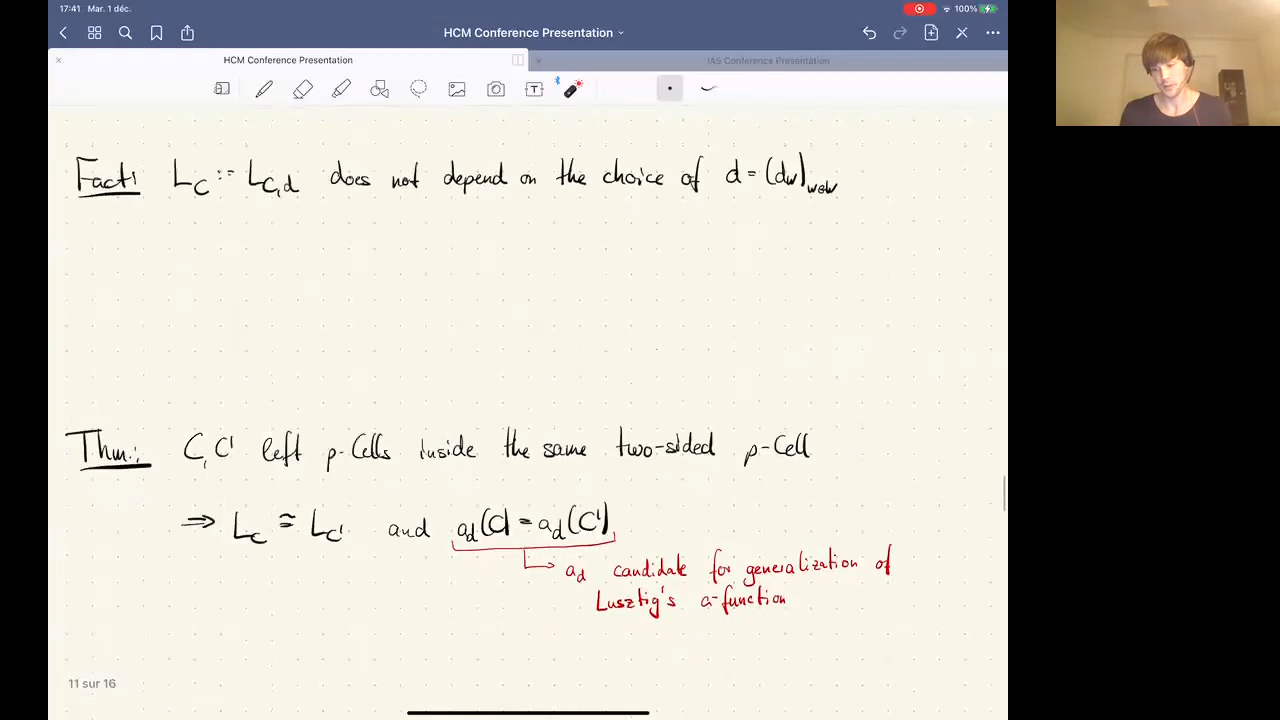 17:41 Mar. 1 déc.
100%
HCM Conference Presentation
HCM Conference Presentation
IAS Conference Presentation
Fact: L_C := L_{C,d} does not depend on the choice of d = (d_w)_{w∈W}
Thm.: C, C' left p-Cells inside the same two-sided p-Cell
⇒ L_C ≅ L_{C'} and a_d(C) = a_d(C')
a_d candidate for generalization of
Lusztig's a-function
11 sur 16